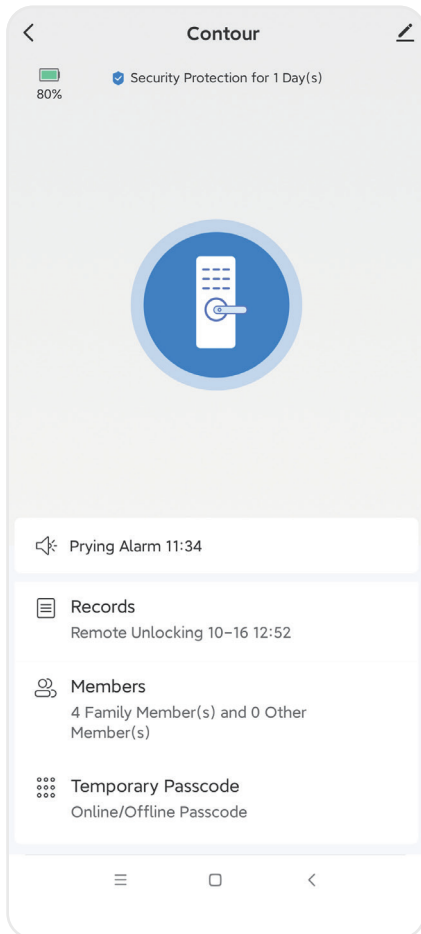 Contour
80%
Security Protection for 1 Day(s)
Prying Alarm 11:34
Records
Remote Unlocking 10-16 12:52
Members
4 Family Member(s) and 0 Other
Member(s)
Temporary Passcode
Online/Offline Passcode